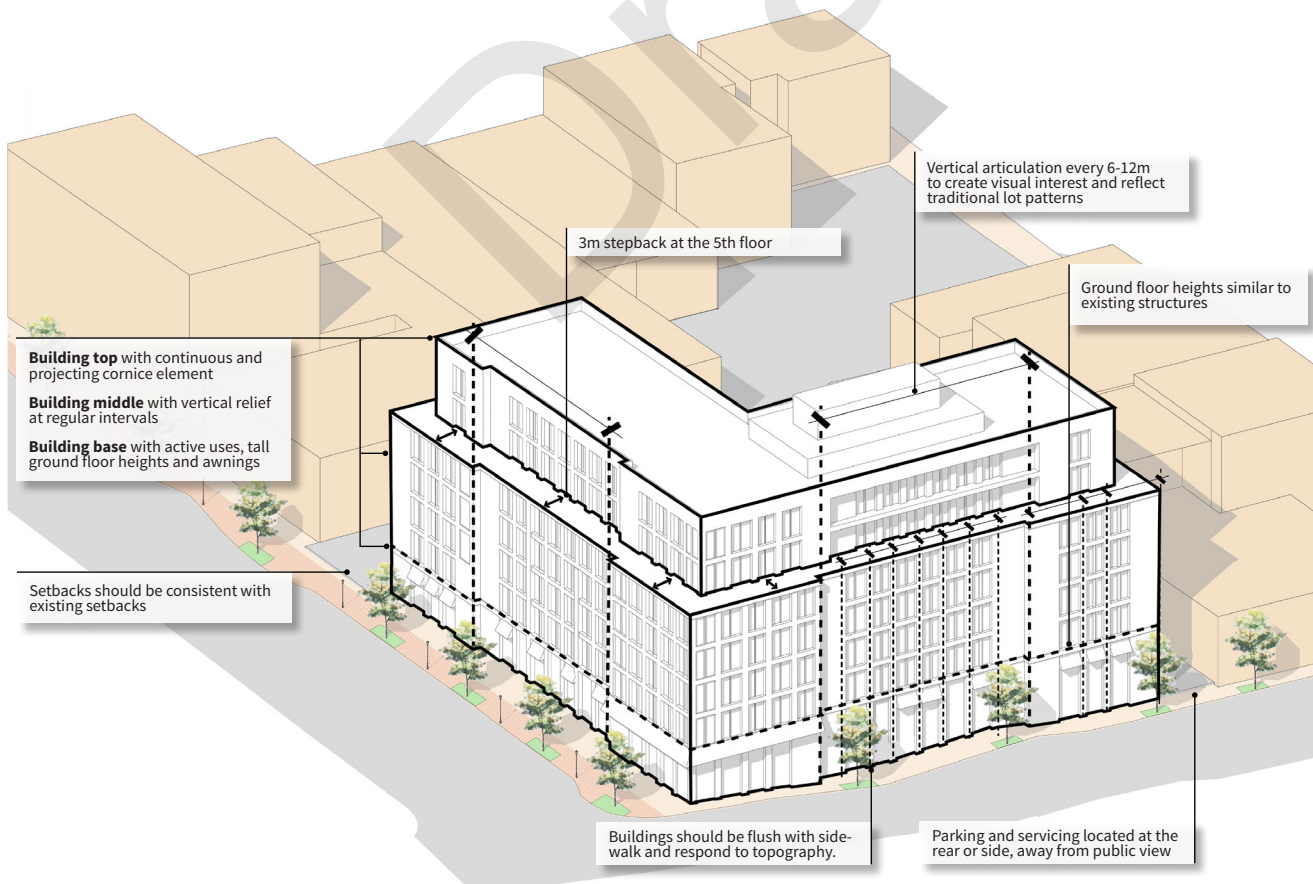 Dra
Vertical articulation every 6-12m
to create visual interest and reflect
traditional lot patterns
3m stepback at the 5th floor
Ground floor heights similar to
existing structures
Building top with continuous and
projecting cornice element
Building middle with vertical relief
at regular intervals
Building base with active uses, tall
ground floor heights and awnings
Setbacks should be consistent with
existing setbacks
Buildings should be flush with side-
walk and respond to topography.
Parking and servicing located at the
rear or side, away from public view